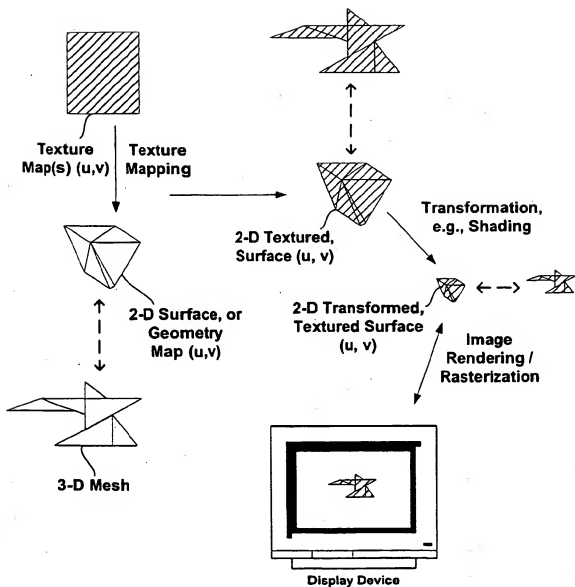 Texture
Map(s) (u,v)
Texture
Mapping
2-D Surface, or
Geometry
Map (u,v)
3-D Mesh
2-D Textured,
Surface (u, v)
Transformation,
e.g., Shading
2-D Transformed,
Textured Surface
(u, v)
Image
Rendering /
Rasterization
Display Device